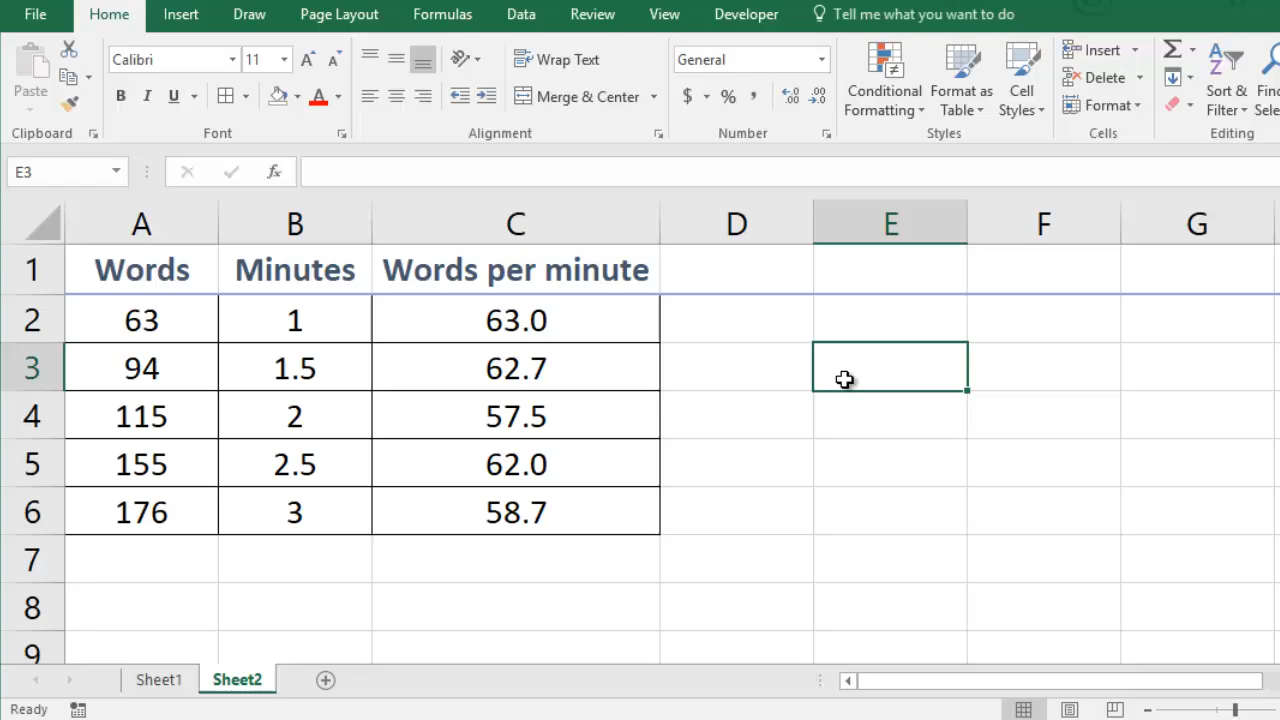 File Home Insert Draw Page Layout Formulas Data Review View Developer Tell me what you want to do
Calibri 11 A A Wrap Text General Insert Σ A
Paste B I U A Merge & Center $ % , .00 Conditional Formatting Format as Table Cell Styles Delete Z Sort & Filter
Format
Clipboard Font Alignment Number Styles Cells Editing
E3 fx
A B C D E F G
1 Words Minutes Words per minute
2 63 1 63.0
3 94 1.5 62.7
4 115 2 57.5
5 155 2.5 62.0
6 176 3 58.7
7
8
9
Sheet1 Sheet2
Ready